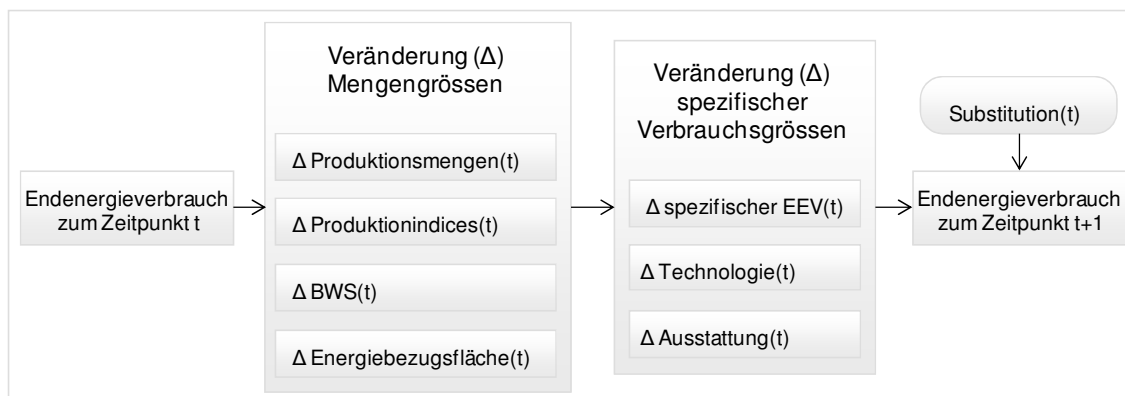 Endenergieverbrauch
zum Zeitpunkt t
Veränderung (Δ)
Mengengrössen
Δ Produktionsmengen(t)
Δ Produktionindices(t)
Δ BWS(t)
Δ Energiebezugsfläche(t)
Veränderung (Δ)
spezifischer
Verbrauchsgrössen
Δ spezifischer EEV(t)
Δ Technologie(t)
Δ Ausstattung(t)
Substitution(t)
Endenergieverbrauch
zum Zeitpunkt t+1